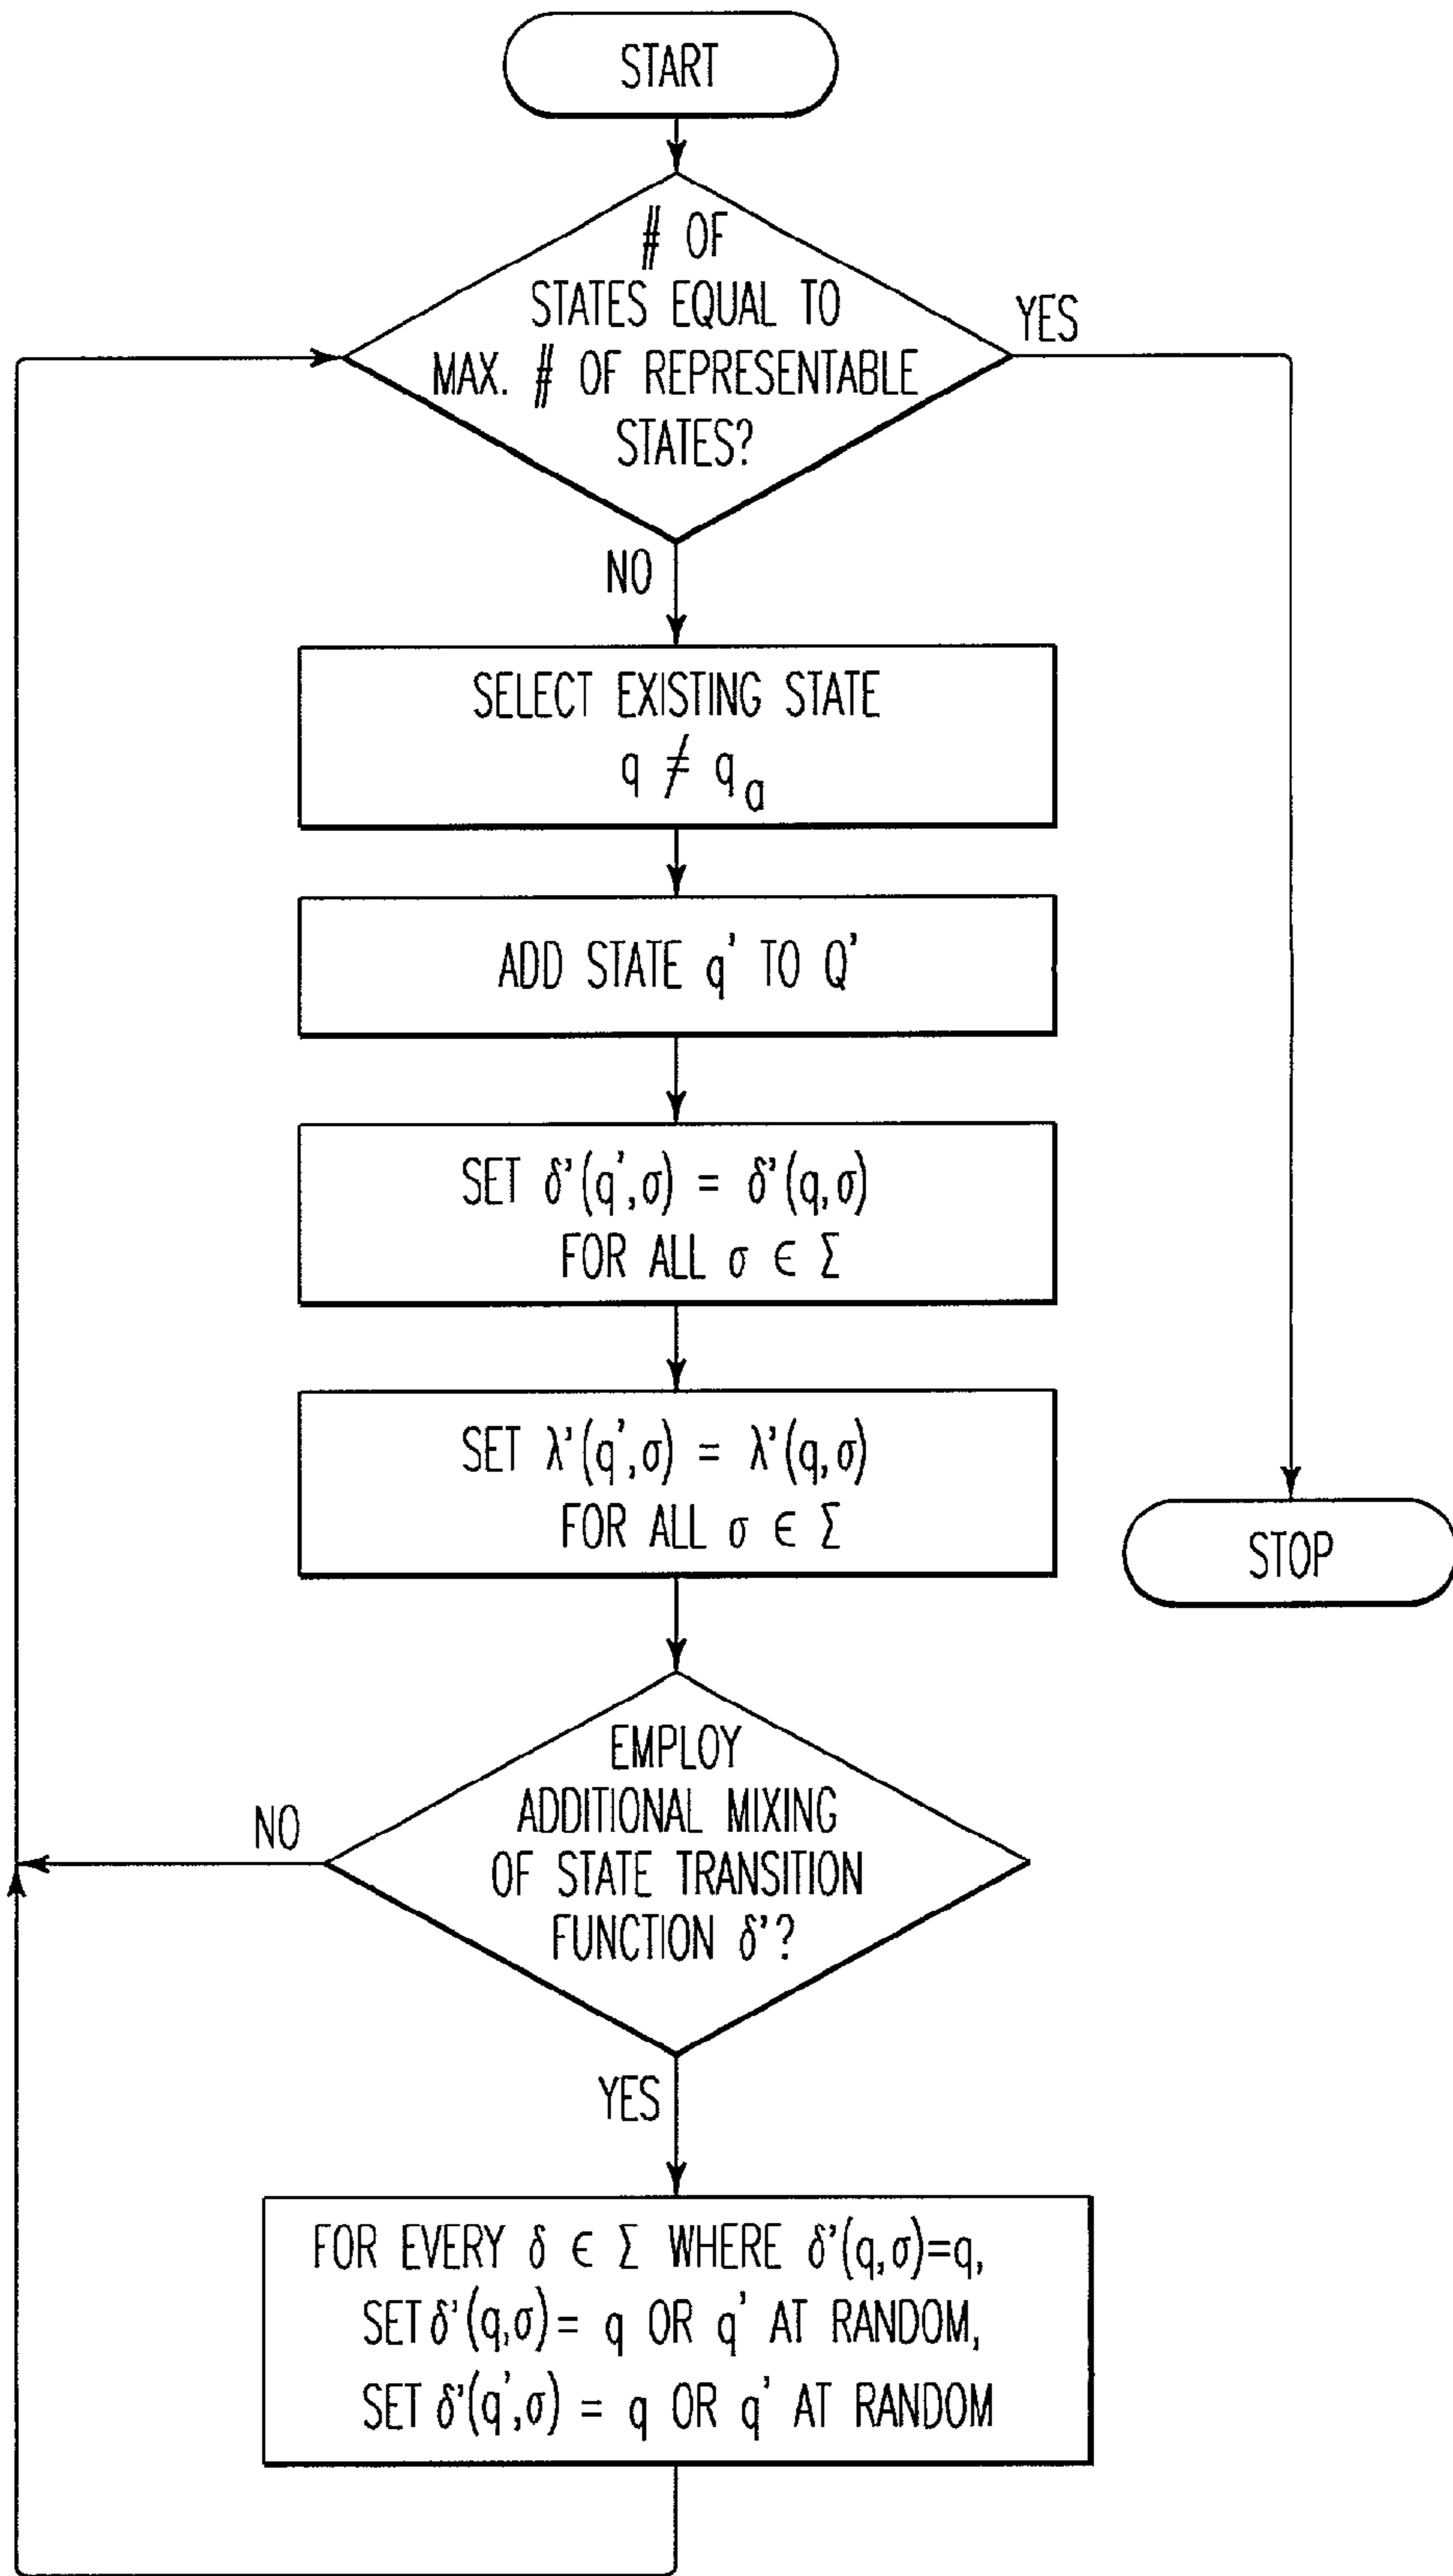 START
# OF
STATES EQUAL TO
MAX. # OF REPRESENTABLE
STATES?
YES
NO
SELECT EXISTING STATE
q ≠ qₐ
ADD STATE q' TO Q'
SET δ'(q',σ) = δ'(q,σ)
FOR ALL σ ∈ Σ
SET λ'(q',σ) = λ'(q,σ)
FOR ALL σ ∈ Σ
STOP
EMPLOY
ADDITIONAL MIXING
OF STATE TRANSITION
FUNCTION δ'?
NO
YES
FOR EVERY δ ∈ Σ WHERE δ'(q,σ)=q,
SET δ'(q,σ)= q OR q' AT RANDOM,
SET δ'(q',σ) = q OR q' AT RANDOM